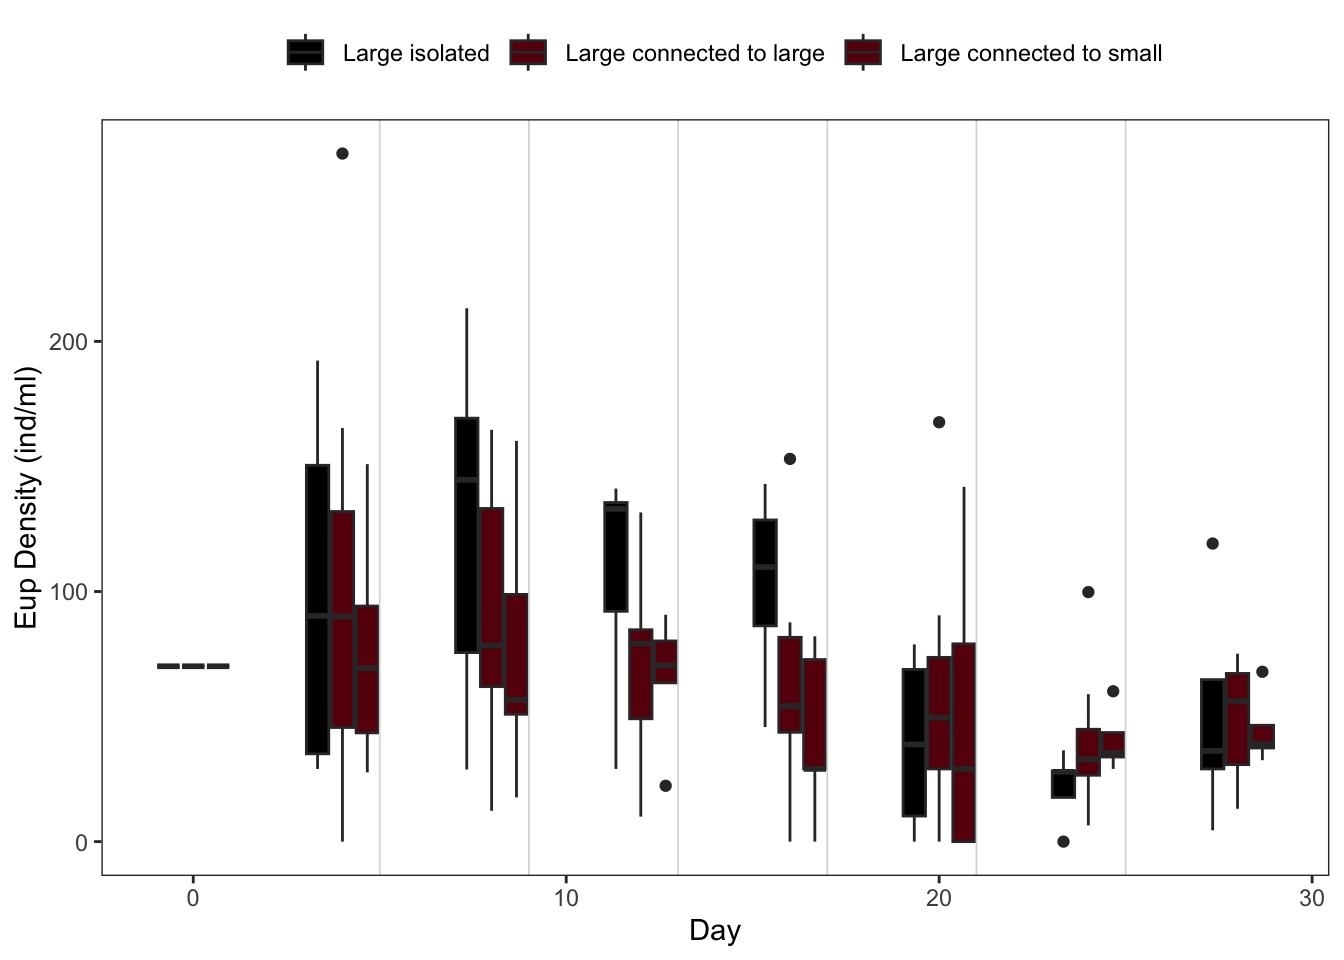 Large isolated Large connected to large Large connected to small
Eup Density (ind/ml)
200
100
0
0 10 20 30
Day